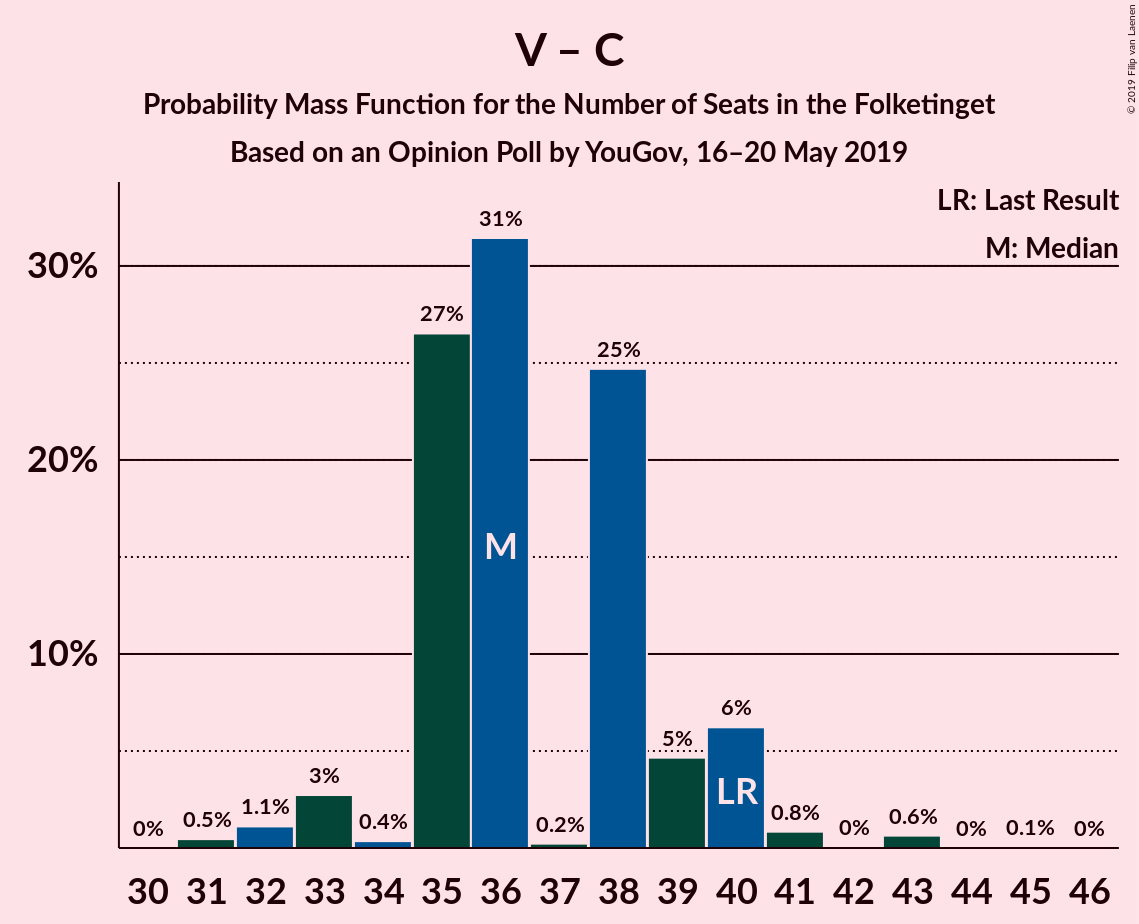 V – C
Probability Mass Function for the Number of Seats in the Folketinget
Based on an Opinion Poll by YouGov, 16–20 May 2019
© 2019 Filip van Laenen
LR: Last Result
M: Median
30%
20%
10%
0%
0.5%
1.1%
3%
0.4%
27%
31%
0.2%
25%
5%
6%
0.8%
0%
0.6%
0%
0.1%
0%
M
LR
30 31 32 33 34 35 36 37 38 39 40 41 42 43 44 45 46